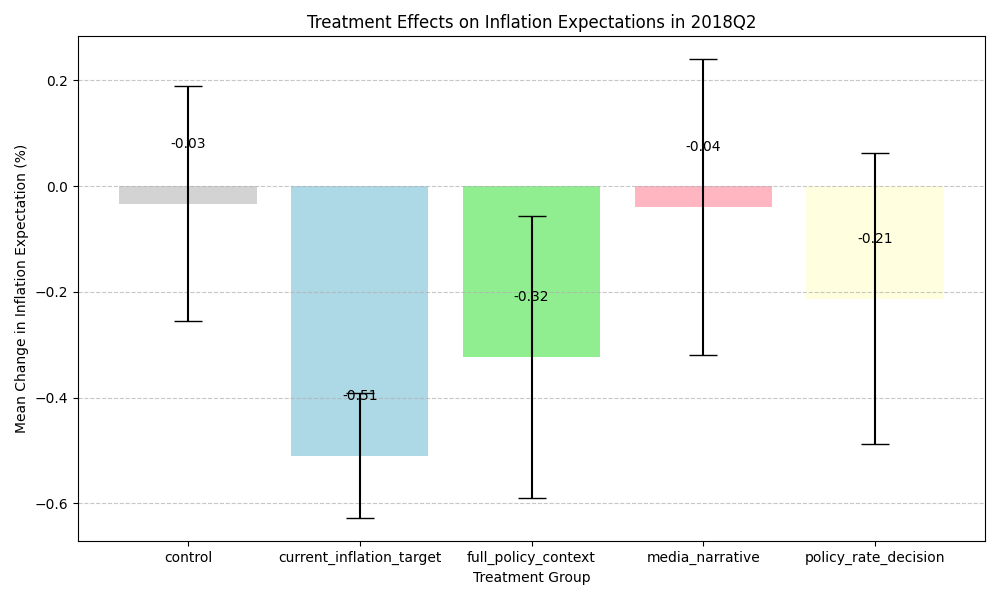 Treatment Effects on Inflation Expectations in 2018Q2
Mean Change in Inflation Expectation (%)
0.2
0.0
−0.2
−0.4
−0.6
-0.03
-0.51
-0.32
-0.04
-0.21
control
current_inflation_target
full_policy_context
media_narrative
policy_rate_decision
Treatment Group